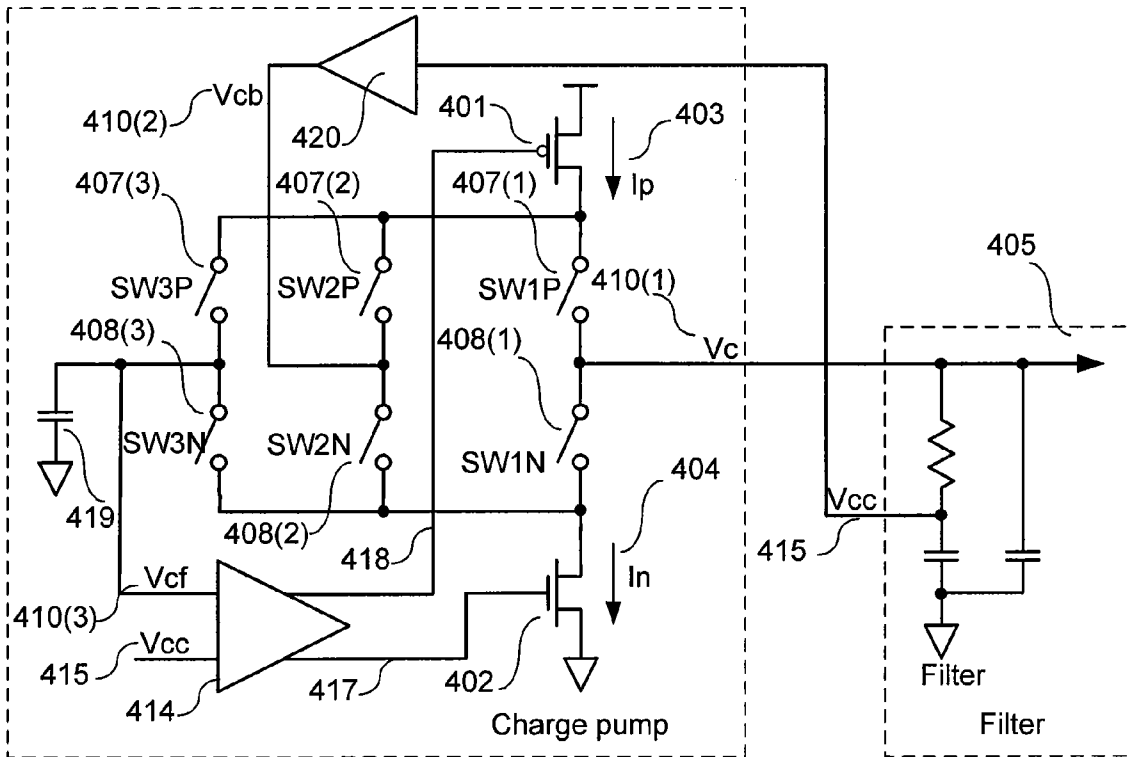 Vcb
410(2)
420
401
403
Ip
407(3)
407(2)
407(1)
405
SW3P
SW2P
SW1P
410(1)
408(3)
408(1)
Vc
SW3N
SW2N
SW1N
419
408(2)
418
404
In
Vcc
415
Vcf
410(3)
Vcc
415
414
417
402
Charge pump
Filter
Filter